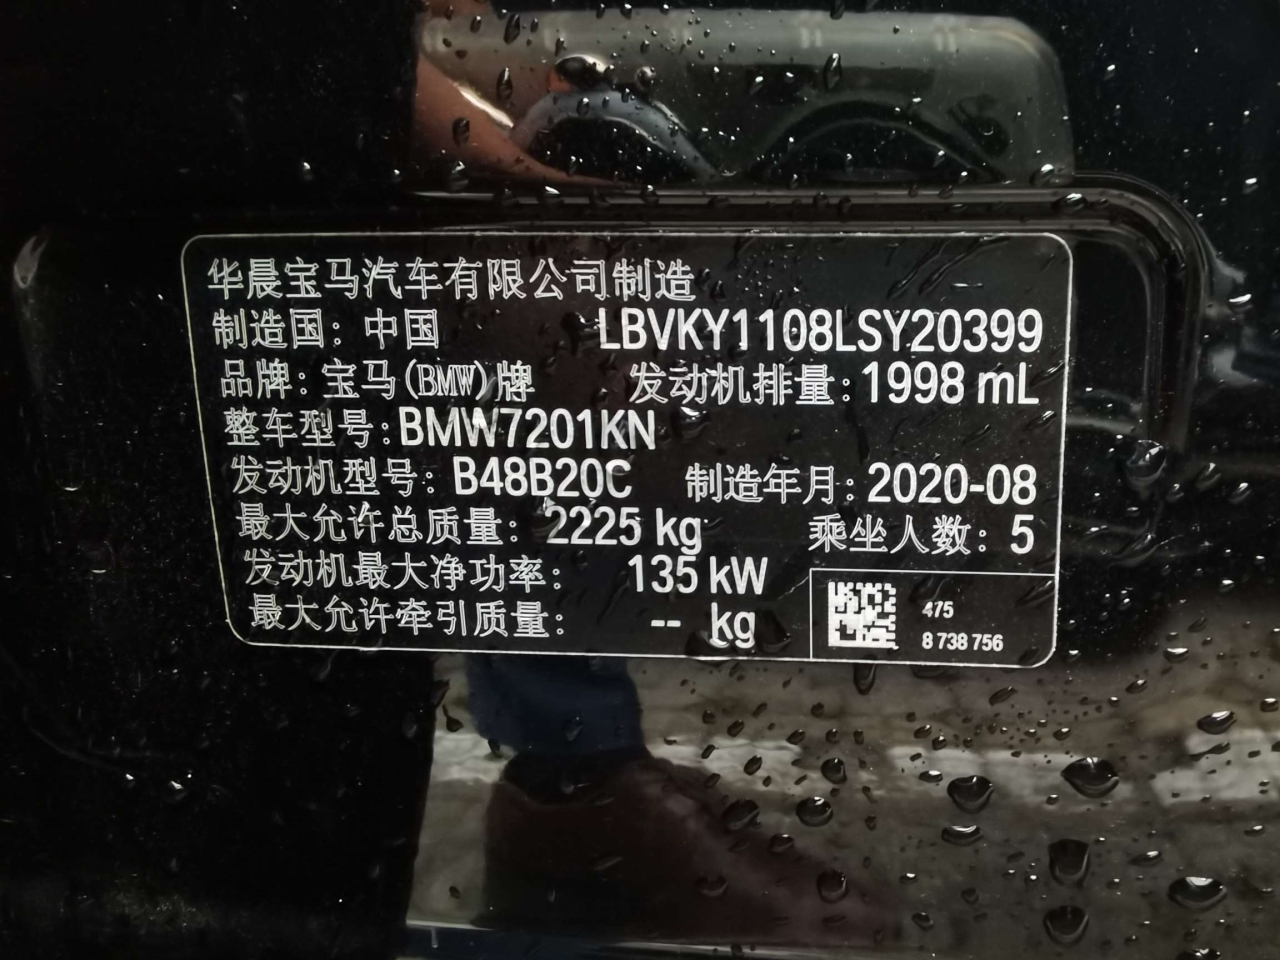 华晨宝马汽车有限公司制造
制造国：中国 LBVKY1108LSY20399
品牌：宝马(BMW)牌 发动机排量：1998 mL
整车型号：BMW7201KN
发动机型号：B48B20C 制造年月：2020-08
最大允许总质量：2225 kg 乘坐人数：5
发动机最大净功率：135 kW
最大允许牵引质量：-- kg
475
8 738 756